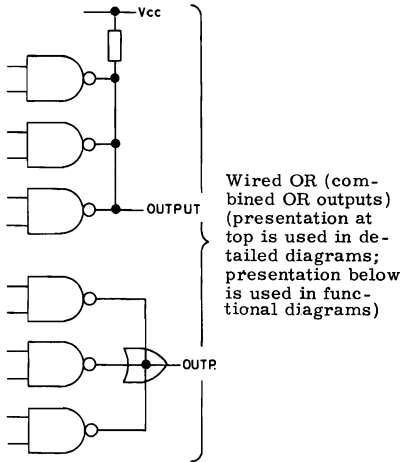 Vcc
OUTPUT
Wired OR (com-
bined OR outputs)
(presentation at
top is used in de-
tailed diagrams;
presentation below
is used in func-
tional diagrams)
OUTP.